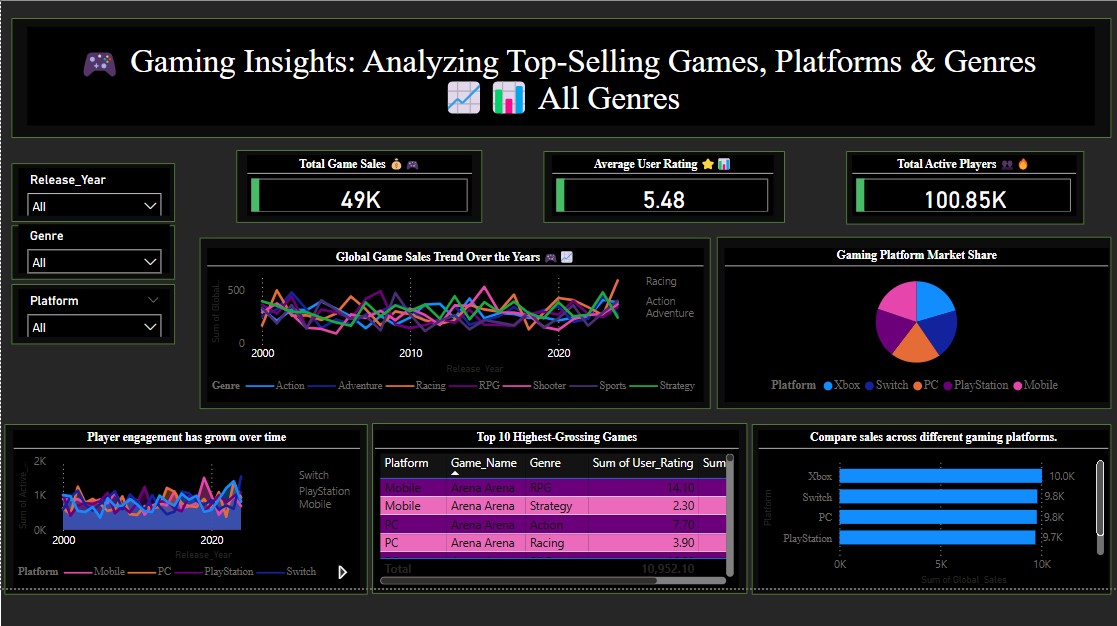 🎮 Gaming Insights: Analyzing Top-Selling Games, Platforms & Genres
📈 📊 All Genres
Release_Year
All
Genre
All
Platform
All
Total Game Sales 💰 🎮
49K
Average User Rating ⭐ 📊
5.48
Total Active Players 👥 🔥
100.85K
Global Game Sales Trend Over the Years 🎮 📈
Sum of Global
500
0
2000 2010 2020
Release_Year
Racing
Action
Adventure
Genre Action Adventure Racing RPG Shooter Sports Strategy
Gaming Platform Market Share
Platform Xbox Switch PC PlayStation Mobile
Player engagement has grown over time
Sum of Active_...
2K
1K
0K
2000 2020
Release_Year
Switch
PlayStation
Mobile
Platform Mobile PC PlayStation Switch
Top 10 Highest-Grossing Games
Platform Game_Name Genre Sum of User_Rating Sum
Mobile Arena Arena RPG 14.10
Mobile Arena Arena Strategy 2.30
PC Arena Arena Action 7.70
PC Arena Arena Racing 3.90
Total 10,952.10
Compare sales across different gaming platforms.
Platform
Xbox 10.0K
Switch 9.8K
PC 9.8K
PlayStation 9.7K
0K 5K 10K
Sum of Global_Sales